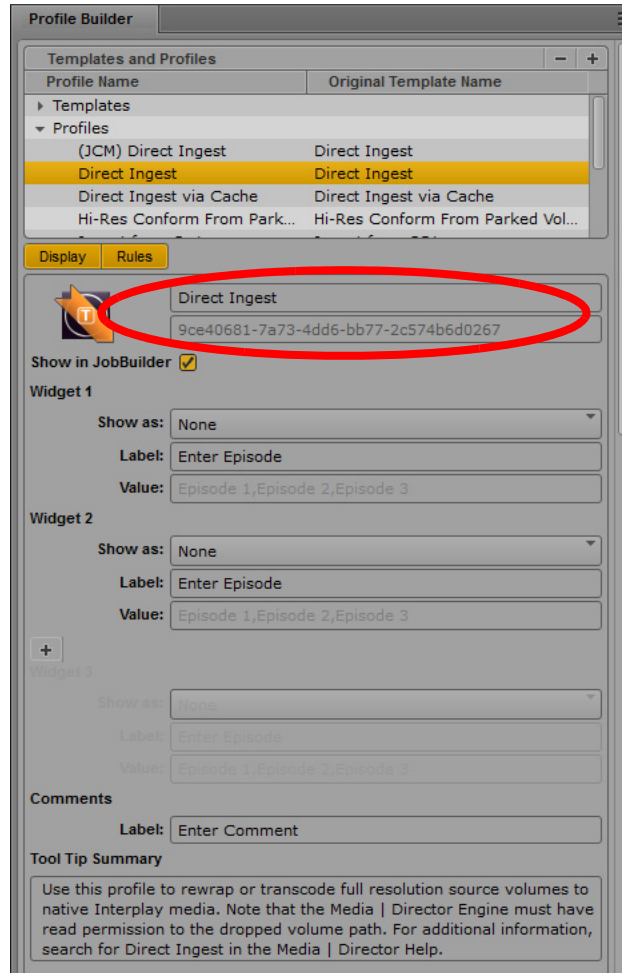 Profile Builder
Templates and Profiles - +
Profile Name Original Template Name
Templates
Profiles
(JCM) Direct Ingest Direct Ingest
Direct Ingest Direct Ingest
Direct Ingest via Cache Direct Ingest via Cache
Hi-Res Conform From Park... Hi-Res Conform From Parked Vol...
Display Rules
T
Direct Ingest
9ce40681-7a73-4dd6-bb77-2c574b6d0267
Show in JobBuilder
Widget 1
Show as: None
Label: Enter Episode
Value: Episode 1,Episode 2,Episode 3
Widget 2
Show as: None
Label: Enter Episode
Value: Episode 1,Episode 2,Episode 3
+
Widget 3
Show as: None
Label: Enter Episode
Value: Episode 1,Episode 2,Episode 3
Comments
Label: Enter Comment
Tool Tip Summary
Use this profile to rewrap or transcode full resolution source volumes to
native Interplay media. Note that the Media | Director Engine must have
read permission to the dropped volume path. For additional information,
search for Direct Ingest in the Media | Director Help.